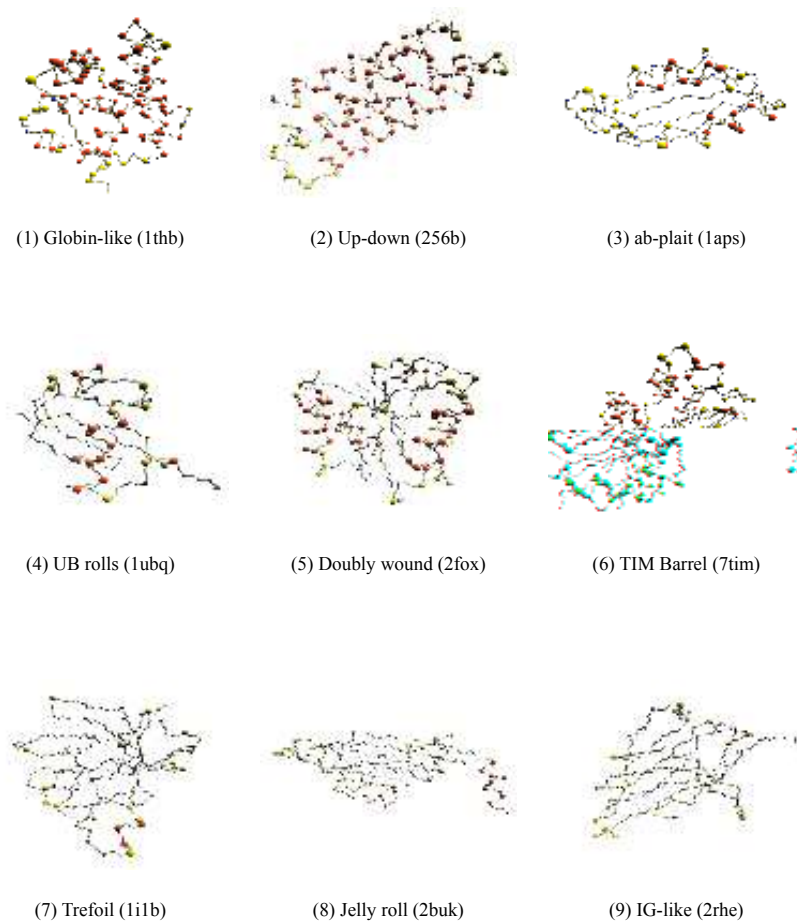 (1) Globin-like (1thb)
(2) Up-down (256b)
(3) ab-plait (1aps)
(4) UB rolls (1ubq)
(5) Doubly wound (2fox)
(6) TIM Barrel (7tim)
(7) Trefoil (1i1b)
(8) Jelly roll (2buk)
(9) IG-like (2rhe)